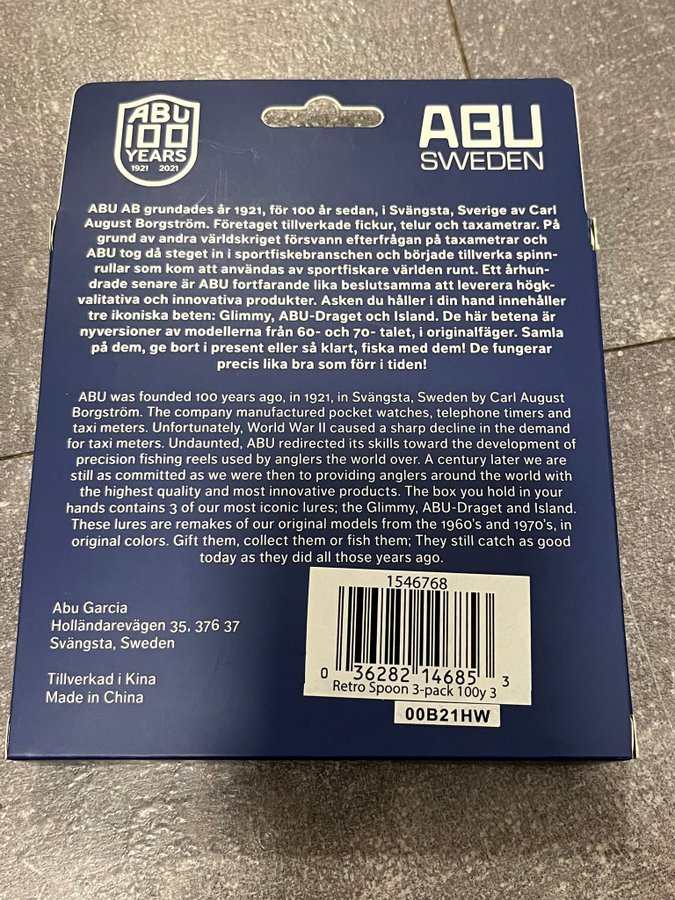 ABU
100
YEARS
1921 2021
ABU
SWEDEN
ABU AB grundades år 1921, för 100 år sedan, i Svängsta, Sverige av Carl
August Borgström. Företaget tillverkade fickur, telur och taxametrar. På
grund av andra världskriget försvann efterfrågan på taxametrar och
ABU tog då steget in i sportfiskebranschen och började tillverka spinn-
rullar som kom att användas av sportfiskare världen runt. Ett århun-
drade senare är ABU fortfarande lika beslutsamma att leverera högk-
valitativa och innovativa produkter. Asken du håller i din hand innehåller
tre ikoniska beten: Glimmy, ABU-Draget och Island. De här betena är
nyversioner av modellerna från 60- och 70- talet, i originalfäger. Samla
på dem, ge bort i present eller så klart, fiska med dem! De fungerar
precis lika bra som förr i tiden!
ABU was founded 100 years ago, in 1921, in Svängsta, Sweden by Carl August
Borgström. The company manufactured pocket watches, telephone timers and
taxi meters. Unfortunately, World War II caused a sharp decline in the demand
for taxi meters. Undaunted, ABU redirected its skills toward the development of
precision fishing reels used by anglers the world over. A century later we are
still as committed as we were then to providing anglers around the world with
the highest quality and most innovative products. The box you hold in your
hands contains 3 of our most iconic lures; the Glimmy, ABU-Draget and Island.
These lures are remakes of our original models from the 1960's and 1970's, in
original colors. Gift them, collect them or fish them; They still catch as good
today as they did all those years ago.
Abu Garcia
Holländarevägen 35, 376 37
Svängsta, Sweden
Tillverkad i Kina
Made in China
1546768
0 36282 14685 3
Retro Spoon 3-pack 100y 3
00B21HW